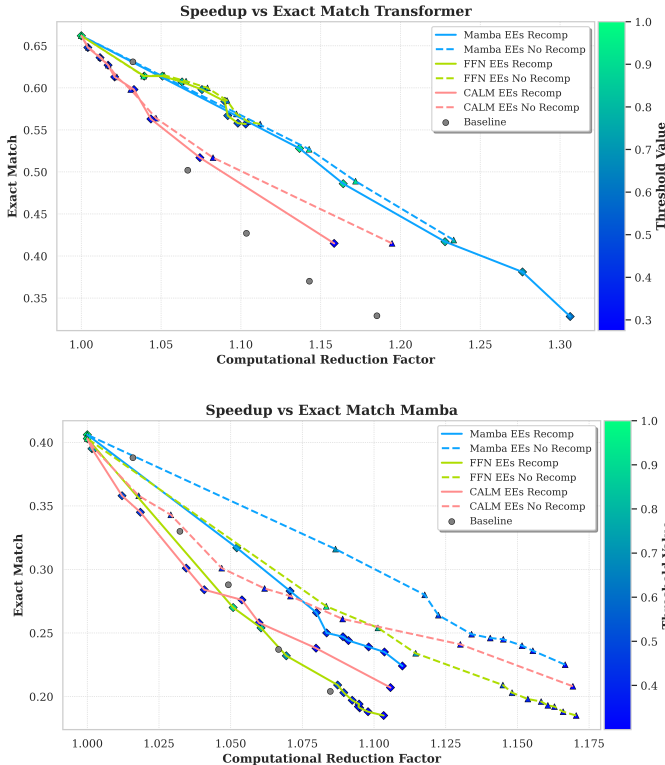 Speedup vs Exact Match Transformer
Mamba EEs Recomp
Mamba EEs No Recomp
FFN EEs Recomp
FFN EEs No Recomp
CALM EEs Recomp
CALM EEs No Recomp
Baseline
Exact Match
0.65
0.60
0.55
0.50
0.45
0.40
0.35
1.00
1.05
1.10
1.15
1.20
1.25
1.30
Computational Reduction Factor
1.0
0.9
0.8
0.7
0.6
0.5
0.4
0.3
Threshold Value
Speedup vs Exact Match Mamba
Mamba EEs Recomp
Mamba EEs No Recomp
FFN EEs Recomp
FFN EEs No Recomp
CALM EEs Recomp
CALM EEs No Recomp
Baseline
Exact Match
0.40
0.35
0.30
0.25
0.20
1.000
1.025
1.050
1.075
1.100
1.125
1.150
1.175
Computational Reduction Factor
1.0
0.9
0.8
0.7
0.6
0.5
0.4